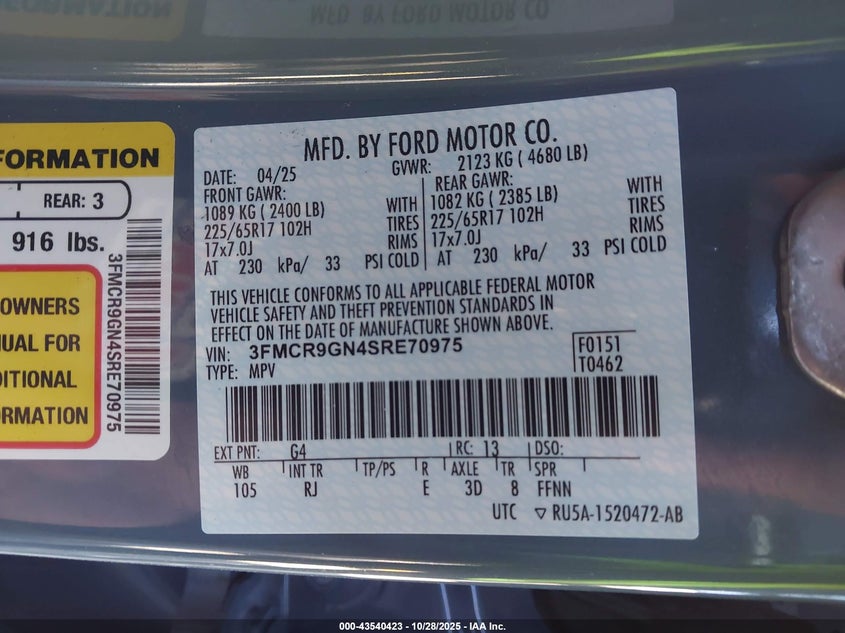 MFD. BY FORD MOTOR CO.
FORMATION
REAR: 3
916 lbs.
OWNERS
UAL FOR
DITIONAL
ORMATION
3FMCR9GN4SRE70975
MFD. BY FORD MOTOR CO.
DATE: 04/25 GVWR: 2123 KG ( 4680 LB)
FRONT GAWR: REAR GAWR:
1089 KG ( 2400 LB) WITH 1082 KG ( 2385 LB) WITH
225/65R17 102H TIRES 225/65R17 102H TIRES
17x7.0J RIMS 17x7.0J RIMS
AT 230 kPa/ 33 PSI COLD AT 230 kPa/ 33 PSI COLD
THIS VEHICLE CONFORMS TO ALL APPLICABLE FEDERAL MOTOR
VEHICLE SAFETY AND THEFT PREVENTION STANDARDS IN
EFFECT ON THE DATE OF MANUFACTURE SHOWN ABOVE.
VIN: 3FMCR9GN4SRE70975 F0151
TYPE: MPV T0462
EXT PNT: G4 RC: 13 DSO:
WB INT TR TP/PS R AXLE TR SPR
105 RJ E 3D 8 FFNN
UTC ▽ RU5A-1520472-AB
000-43540423 - 10/28/2025 - IAA Inc.